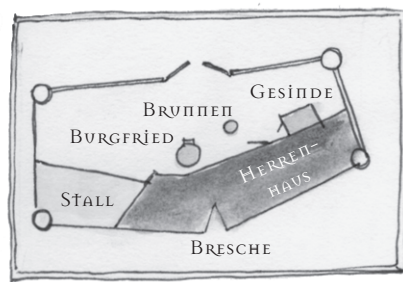 Gesinde
Brunnen
Burgfried
Herren-
haus
Stall
Bresche